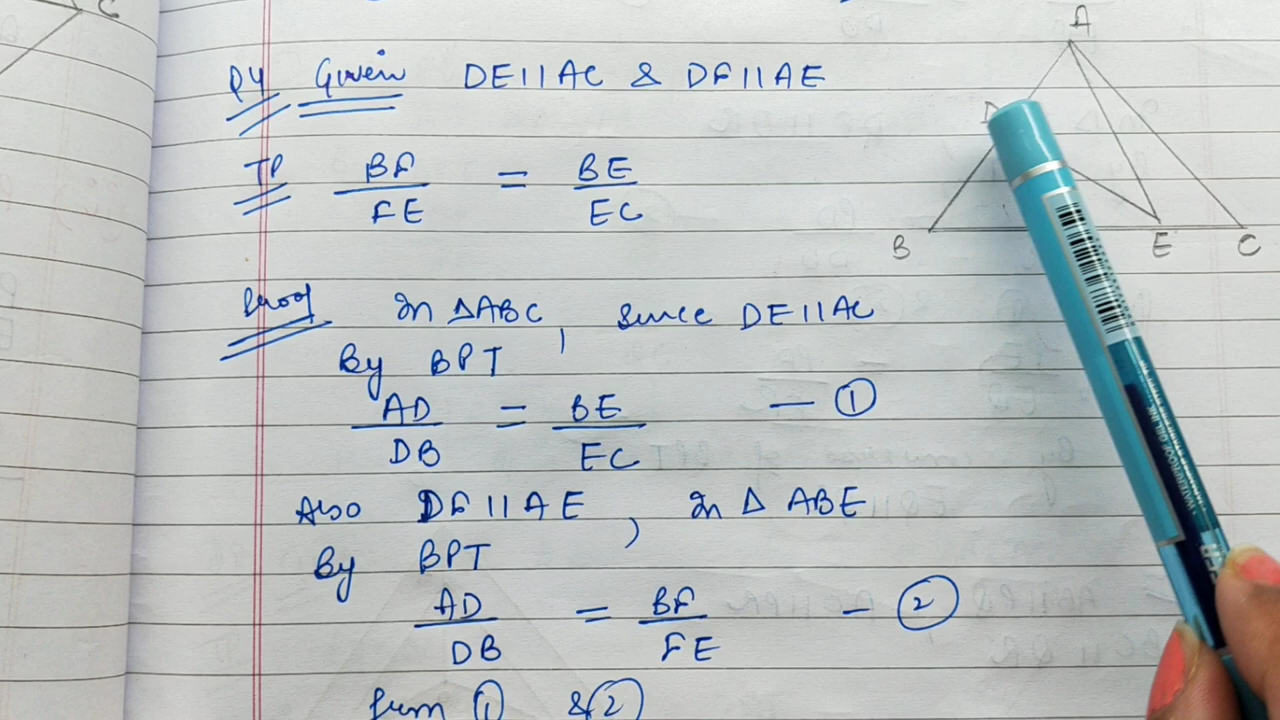 C
Q4 Given DE||AC & DF||AE
TP BF/FE = BE/EC
Proof In ΔABC, since DE||AC
By BPT
AD/DB = BE/EC — ①
Also DF||AE, In Δ ABE
By BPT
AD/DB = BF/FE — ②
from ① & ②
A
D
B E C